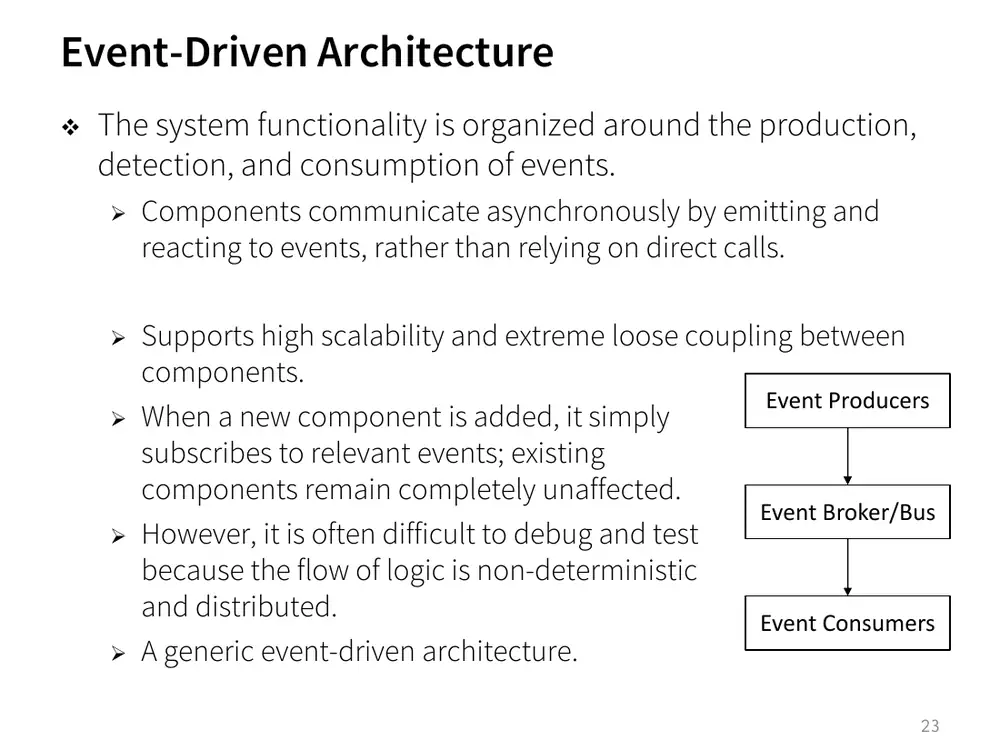 Event-Driven Architecture
❖ The system functionality is organized around the production,
detection, and consumption of events.
➢ Components communicate asynchronously by emitting and
reacting to events, rather than relying on direct calls.
➢ Supports high scalability and extreme loose coupling between
components.
➢ When a new component is added, it simply
subscribes to relevant events; existing
components remain completely unaffected.
➢ However, it is often difficult to debug and test
because the flow of logic is non-deterministic
and distributed.
➢ A generic event-driven architecture.
Event Producers
Event Broker/Bus
Event Consumers
23